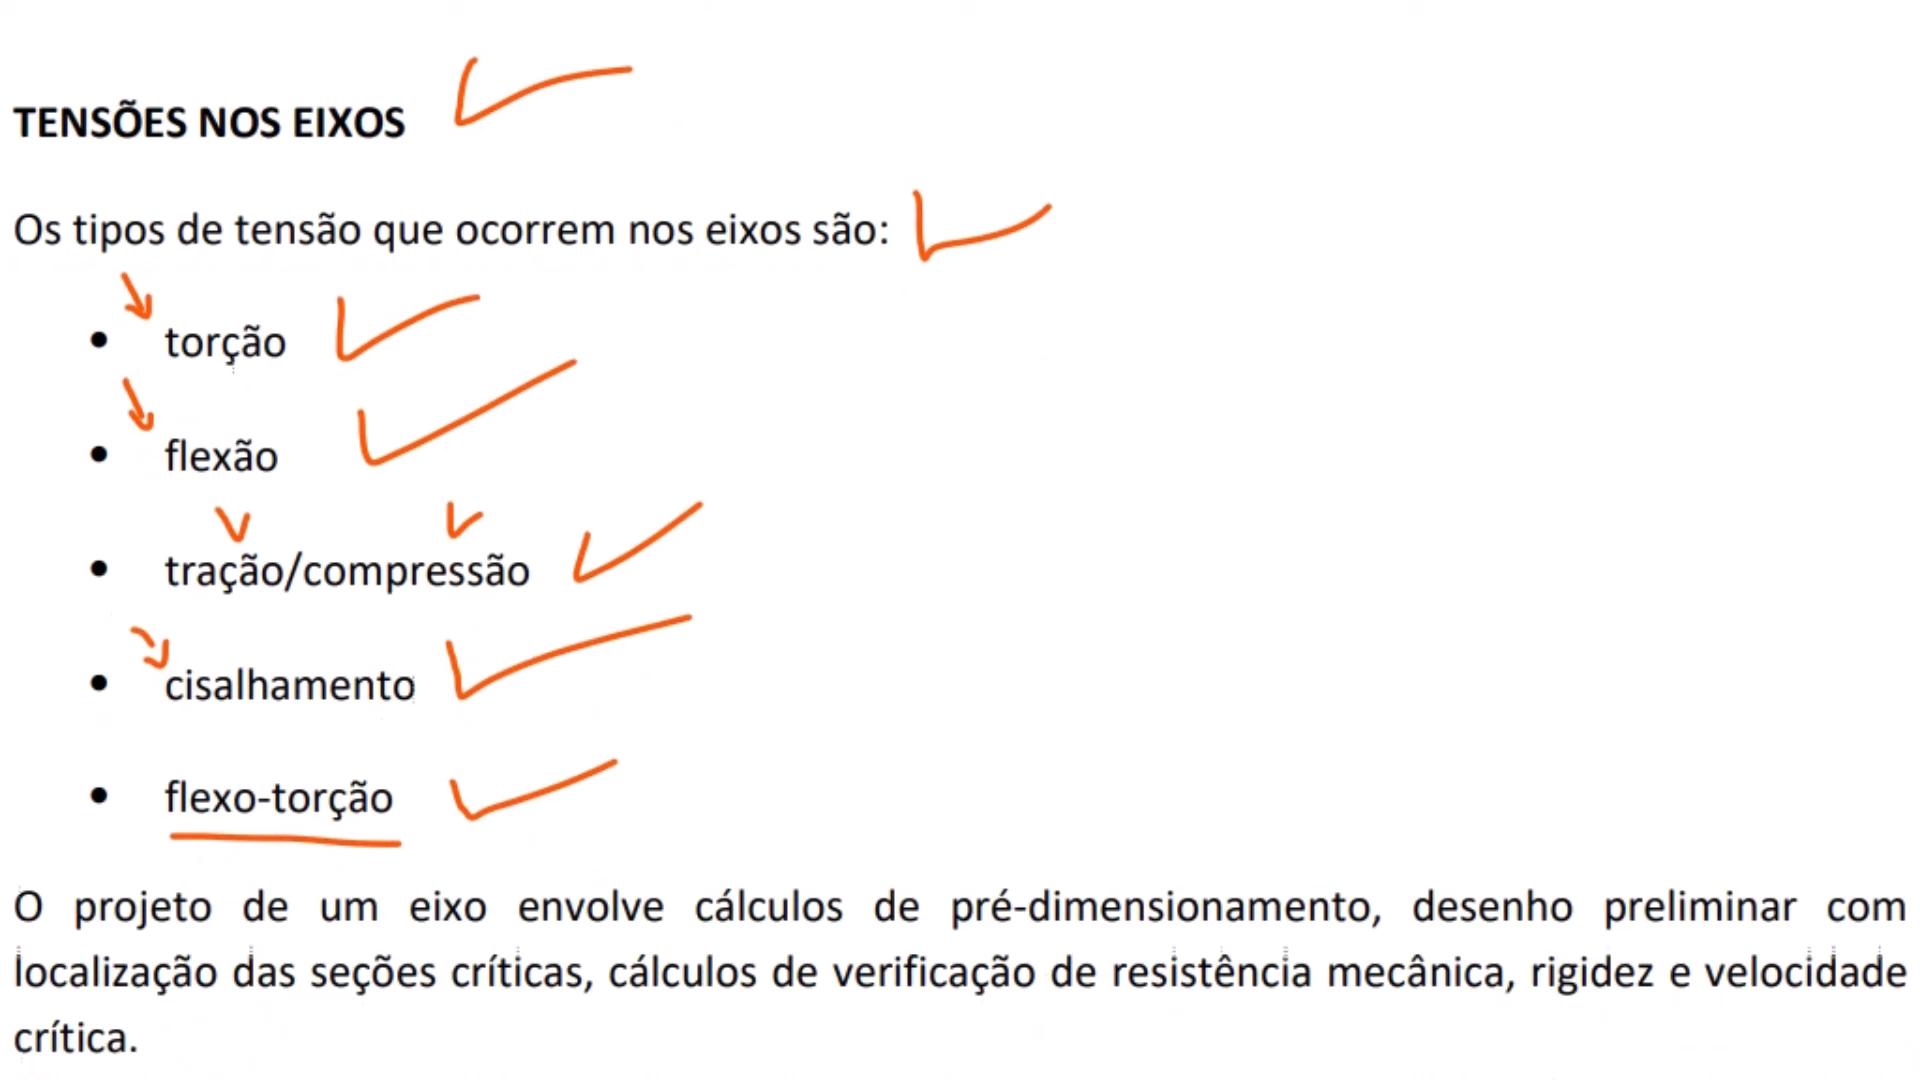 TENSÕES NOS EIXOS
Os tipos de tensão que ocorrem nos eixos são:
• torção
• flexão
• tração/compressão
• cisalhamento
• flexo-torção
O projeto de um eixo envolve cálculos de pré-dimensionamento, desenho preliminar com
localização das seções críticas, cálculos de verificação de resistência mecânica, rigidez e velocidade
crítica.